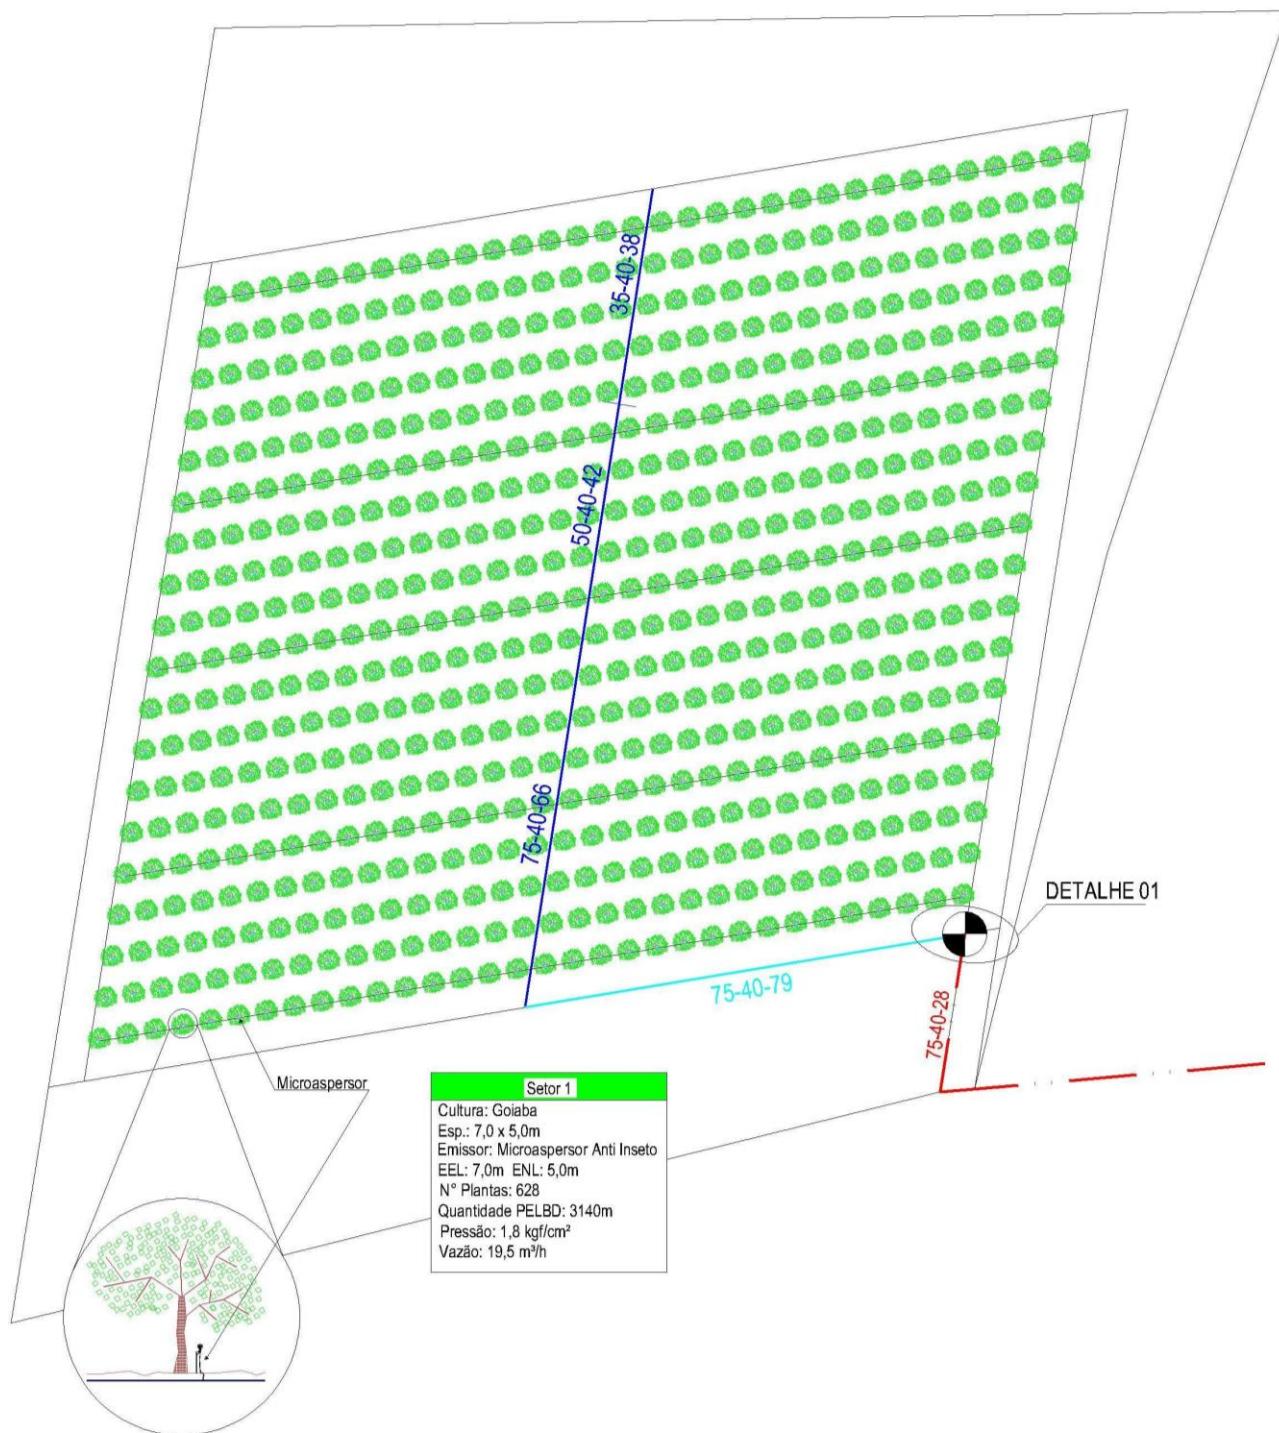 35-40-38
50-40-42
75-40-66
DETALHE 01
75-40-79
75-40-28
Microaspersor
Setor 1
Cultura: Goiaba
Esp.: 7,0 x 5,0m
Emissor: Microaspersor Anti Inseto
EEL: 7,0m ENL: 5,0m
N° Plantas: 628
Quantidade PELBD: 3140m
Pressão: 1,8 kgf/cm²
Vazão: 19,5 m³/h